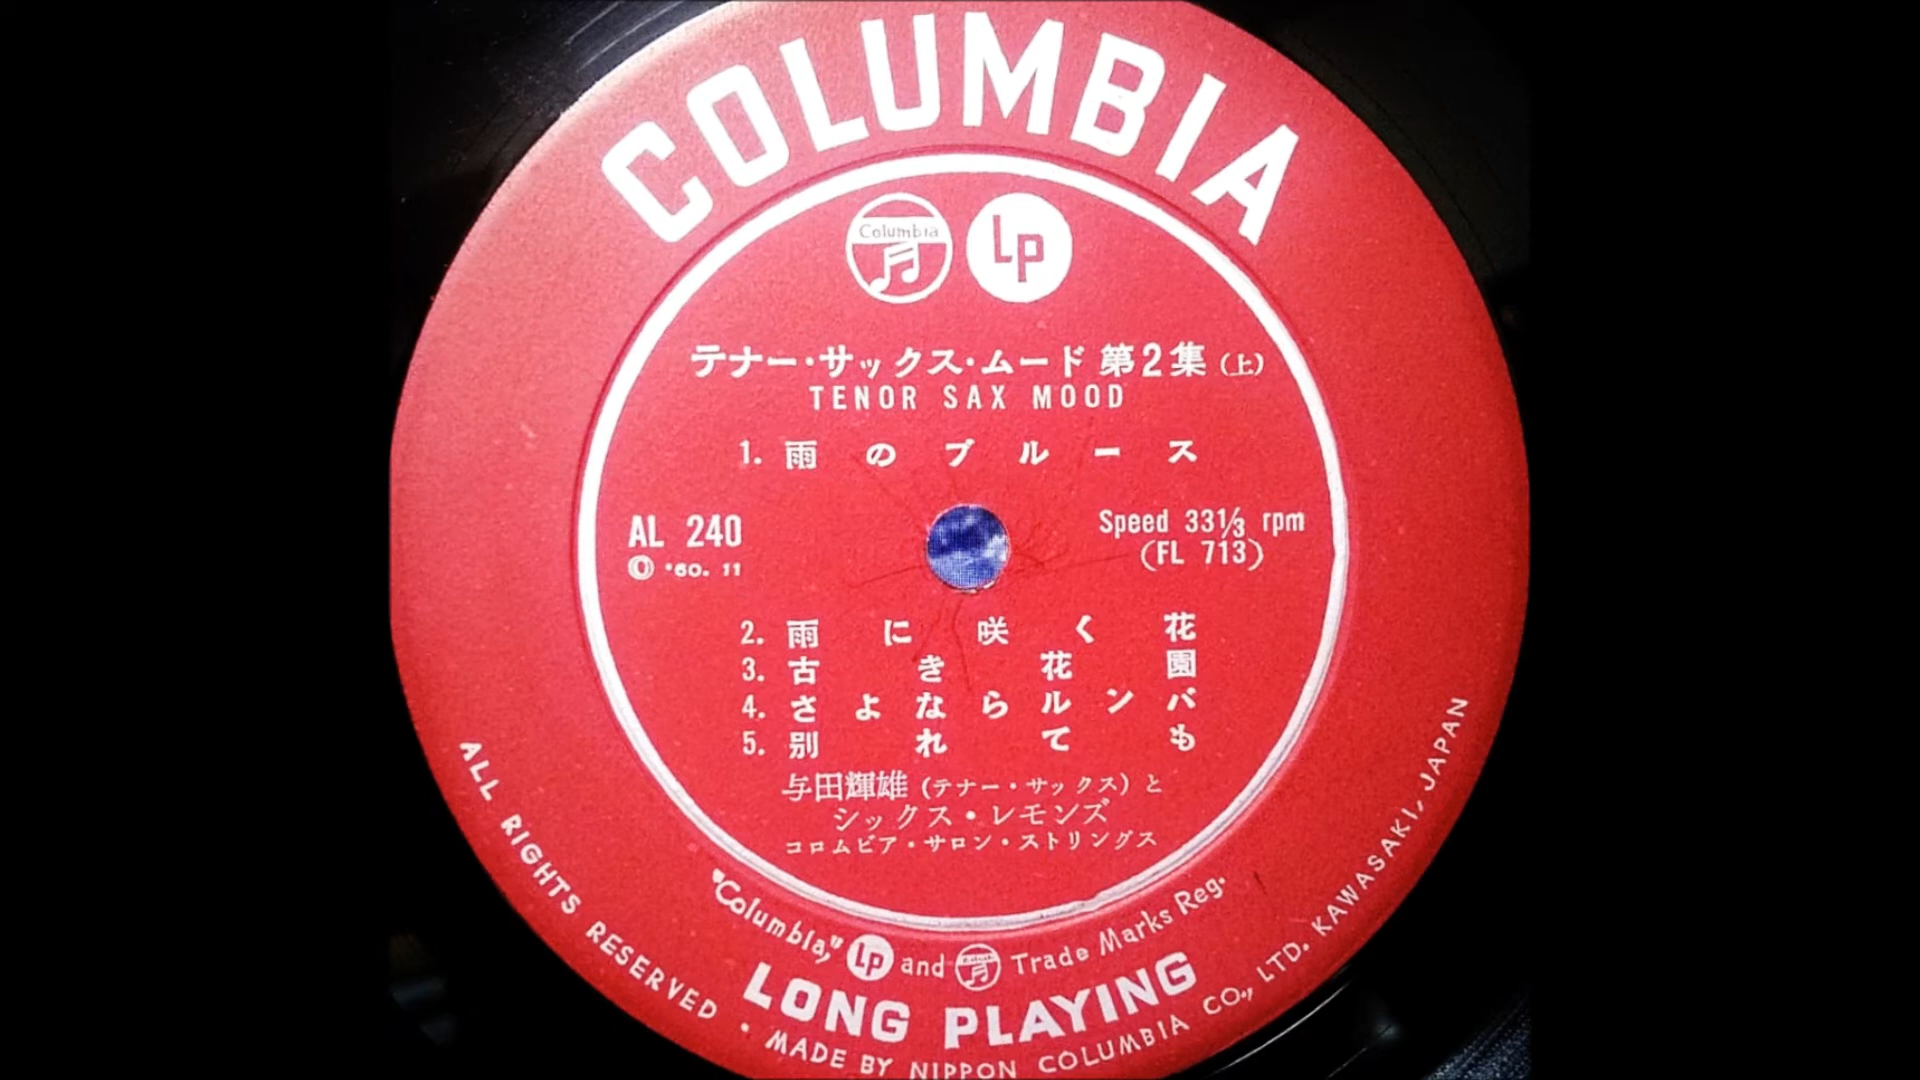 COLUMBIA
Columbia LP
テナー・サックス・ムード 第2集(上)
TENOR SAX MOOD
1. 雨のブルース
AL 240
Ⓟ '60. 11
Speed 33 1/3 rpm
(FL 713)
2. 雨に咲く花
3. 古き花園
4. さよならルンバ
5. 別れても
与田輝雄(テナー・サックス)と
シックス・レモンズ
コロムビア・サロン・ストリングス
"Columbia," LP and Trade Marks Reg.
LONG PLAYING
ALL RIGHTS RESERVED • MADE BY NIPPON COLUMBIA CO., LTD. KAWASAKI, JAPAN